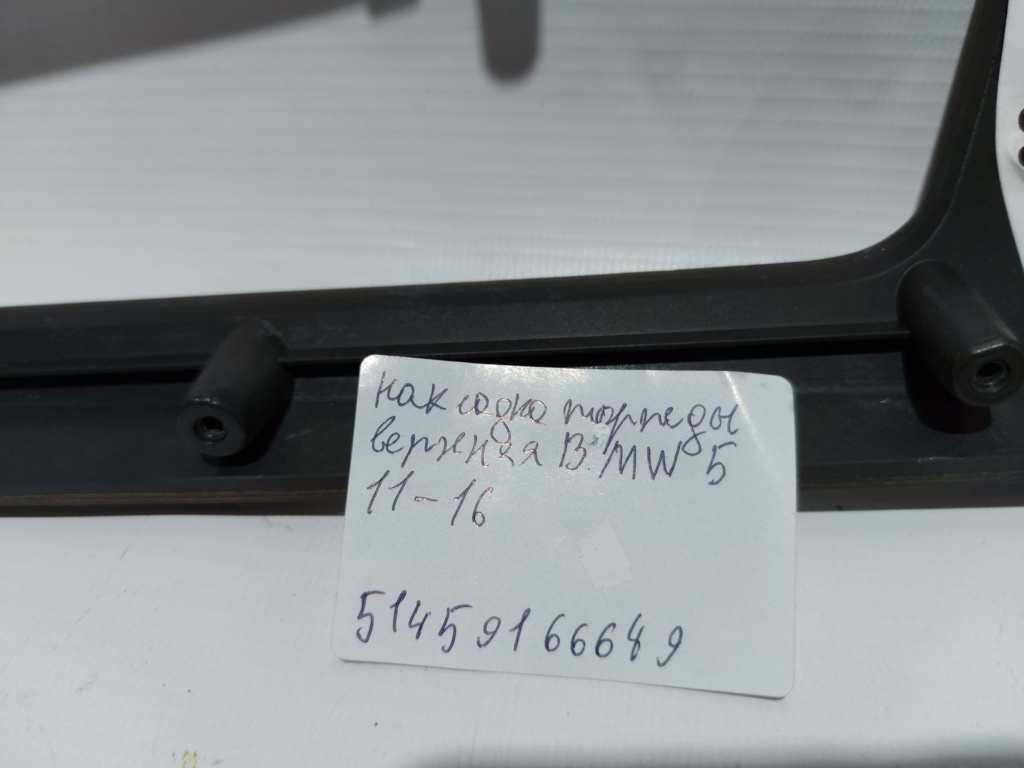 накладка торпеды
верхняя BMW 5
11-16
51459166649